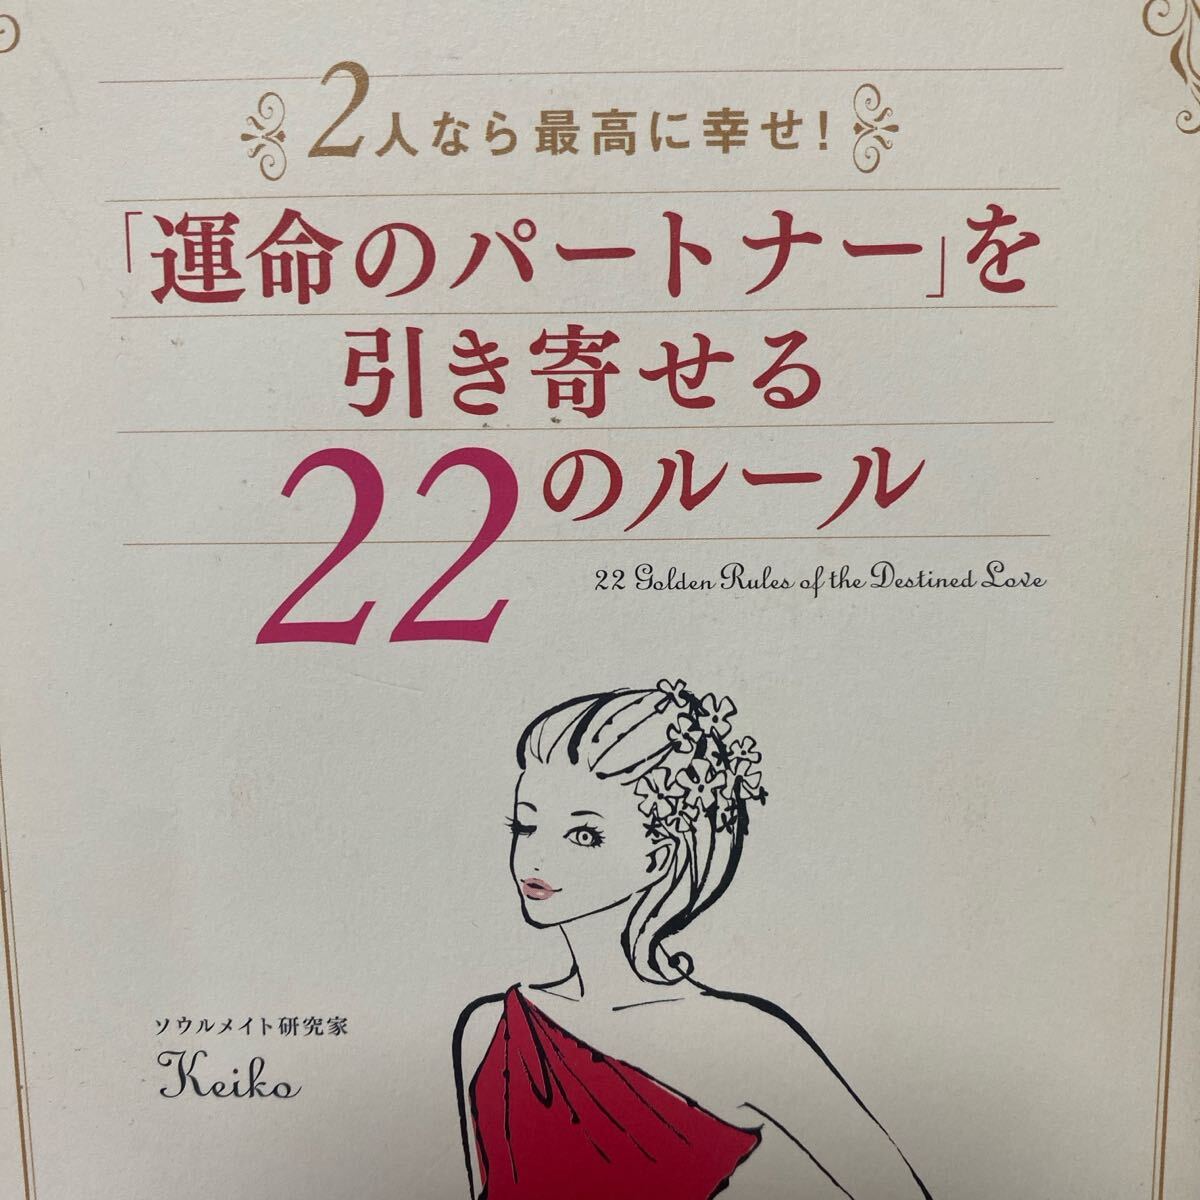 2人なら最高に幸せ!
「運命のパートナー」を
引き寄せる
22のルール
22 Golden Rules of the Destined Love
ソウルメイト研究家
Keiko